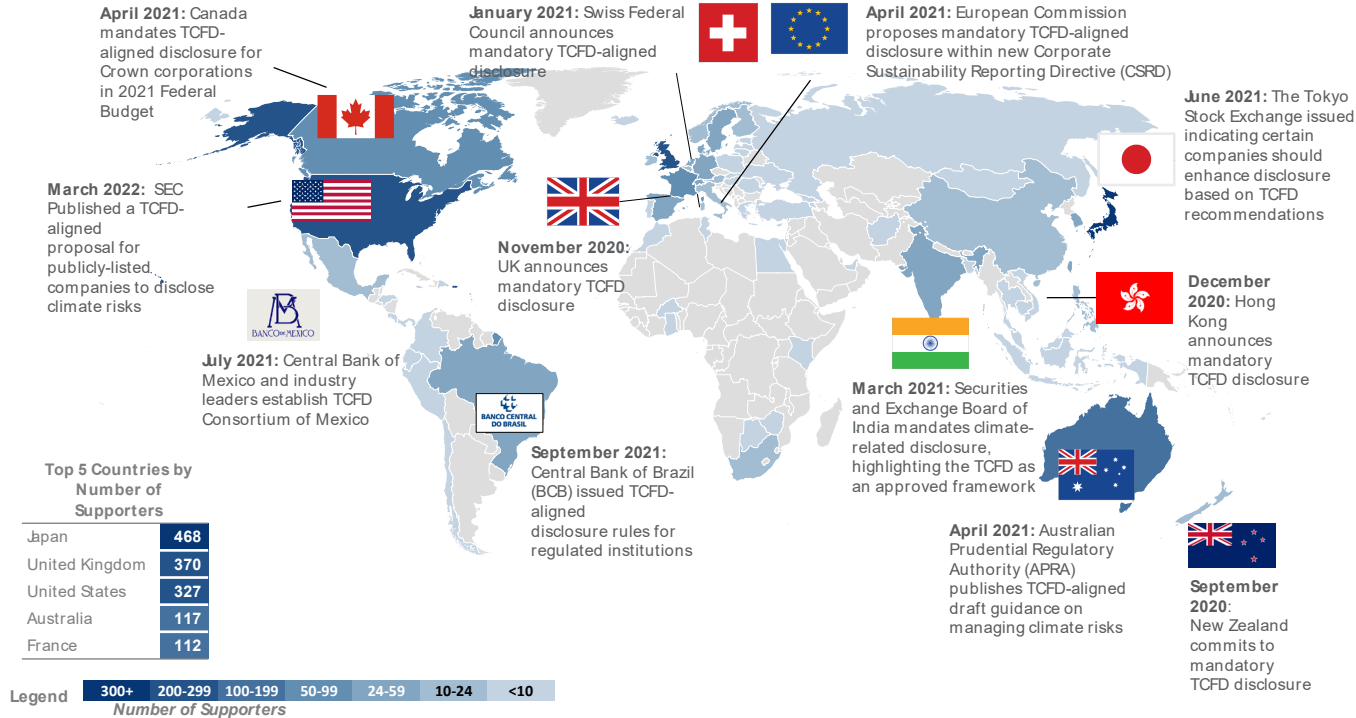 April 2021: Canada
mandates TCFD-
aligned disclosure for
Crown corporations
in 2021 Federal
Budget
January 2021: Swiss Federal
Council announces
mandatory TCFD-aligned
disclosure
April 2021: European Commission
proposes mandatory TCFD-aligned
disclosure within new Corporate
Sustainability Reporting Directive (CSRD)
June 2021: The Tokyo
Stock Exchange issued
indicating certain
companies should
enhance disclosure
based on TCFD
recommendations
March 2022: SEC
Published a TCFD-
aligned
proposal for
publicly-listed
companies to disclose
climate risks
November 2020:
UK announces
mandatory TCFD
disclosure
December
2020: Hong
Kong
announces
mandatory
TCFD disclosure
BANCO DE MEXICO
July 2021: Central Bank of
Mexico and industry
leaders establish TCFD
Consortium of Mexico
March 2021: Securities
and Exchange Board of
India mandates climate-
related disclosure,
highlighting the TCFD as
an approved framework
BANCO CENTRAL
DO BRASIL
September 2021:
Central Bank of Brazil
(BCB) issued TCFD-
aligned
disclosure rules for
regulated institutions
April 2021: Australian
Prudential Regulatory
Authority (APRA)
publishes TCFD-aligned
draft guidance on
managing climate risks
September
2020:
New Zealand
commits to
mandatory
TCFD disclosure
Top 5 Countries by
Number of
Supporters
Japan 468
United Kingdom 370
United States 327
Australia 117
France 112
Legend 300+ 200-299 100-199 50-99 24-59 10-24 <10
Number of Supporters